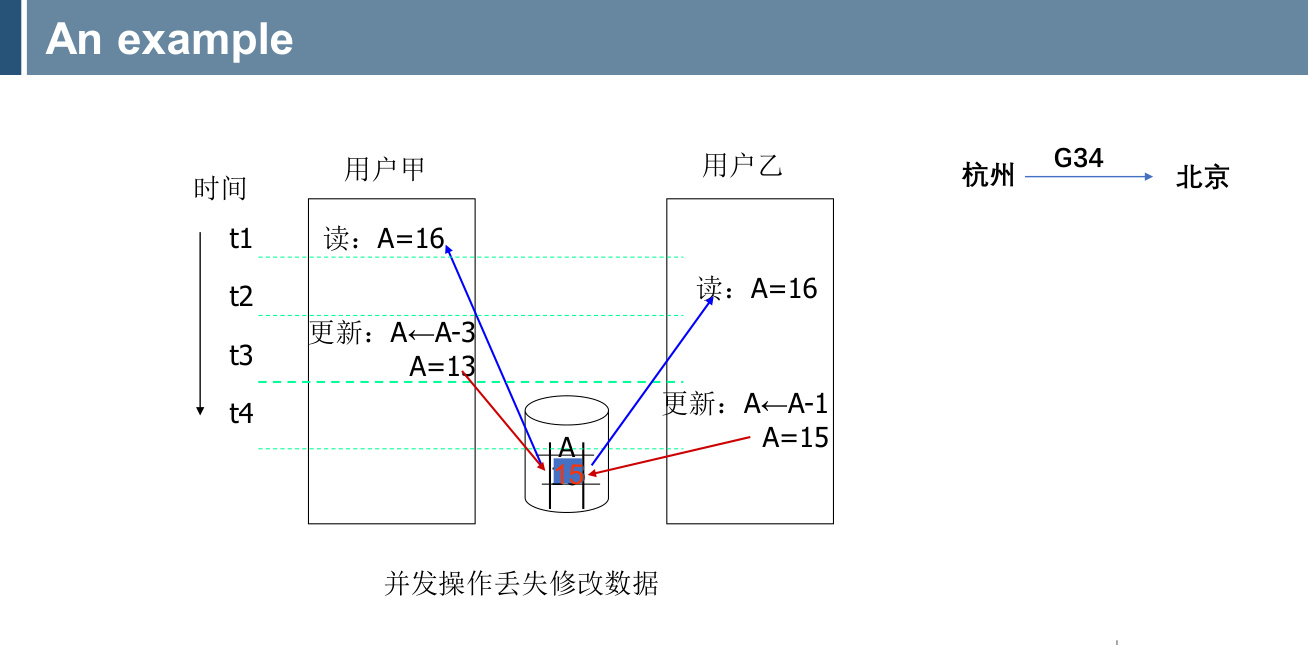 An example
用户甲
用户乙
时间
G34
杭州
北京
t1
读：A=16
t2
读：A=16
更新：A←A-3
t3
A=13
t4
更新：A←A-1
A=15
A
15
并发操作丢失修改数据